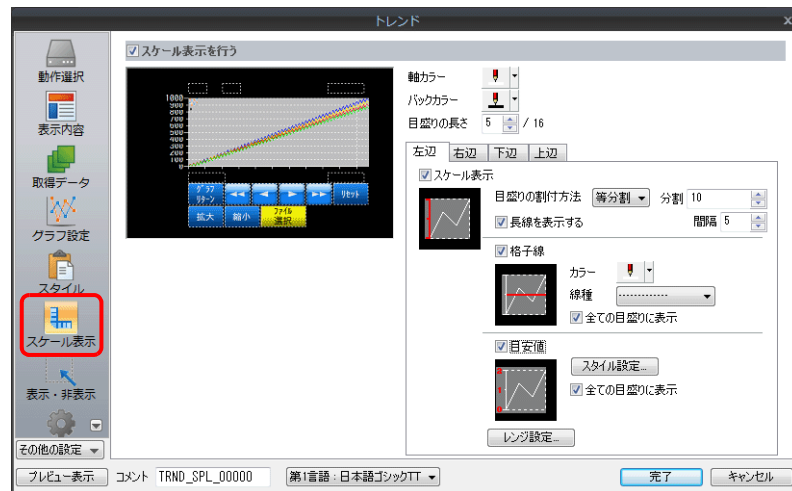 トレンド
動作選択
表示内容
取得データ
グラフ設定
スタイル
スケール表示
表示・非表示
その他の設定
スケール表示を行う
1000
900
800
700
600
500
400
300
200
100
0
グラフ
リターン
リセット
拡大
縮小
ファイル
選択
軸カラー
バックカラー
目盛りの長さ 5 / 16
左辺 右辺 下辺 上辺
スケール表示
目盛りの割付方法 等分割 分割 10
長線を表示する 間隔 5
格子線
カラー
線種
全ての目盛りに表示
目安値
スタイル設定...
全ての目盛りに表示
レンジ設定...
プレビュー表示 コメント TRND_SPL_00000 第1言語:日本語ゴシックTT 完了 キャンセル